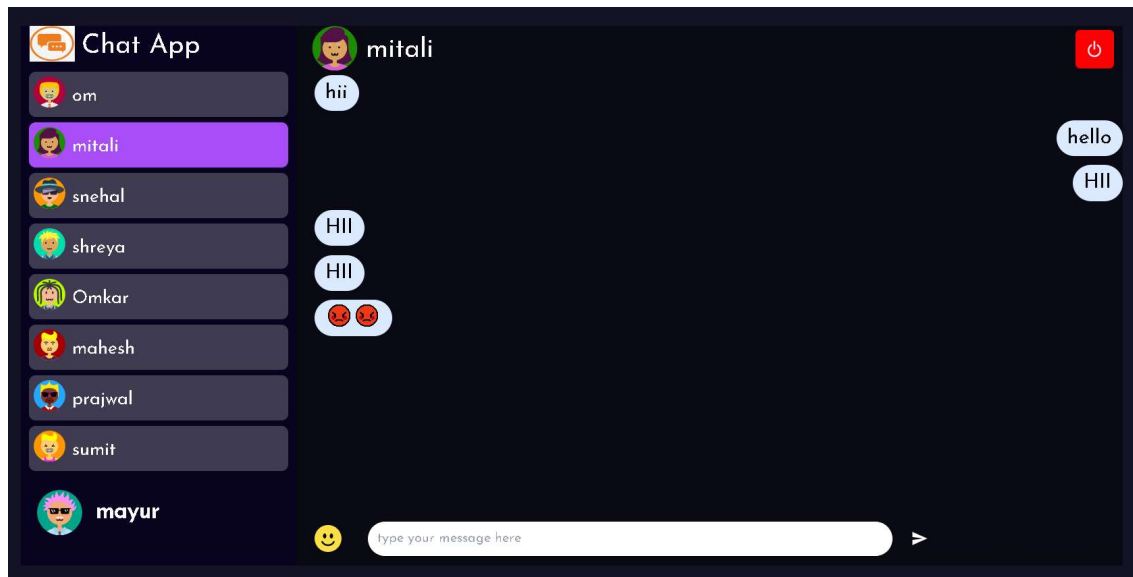 Chat App
om
mitali
snehal
shreya
Omkar
mahesh
prajwal
sumit
mayur
mitali
hii
hello
HII
HII
HII
type your message here